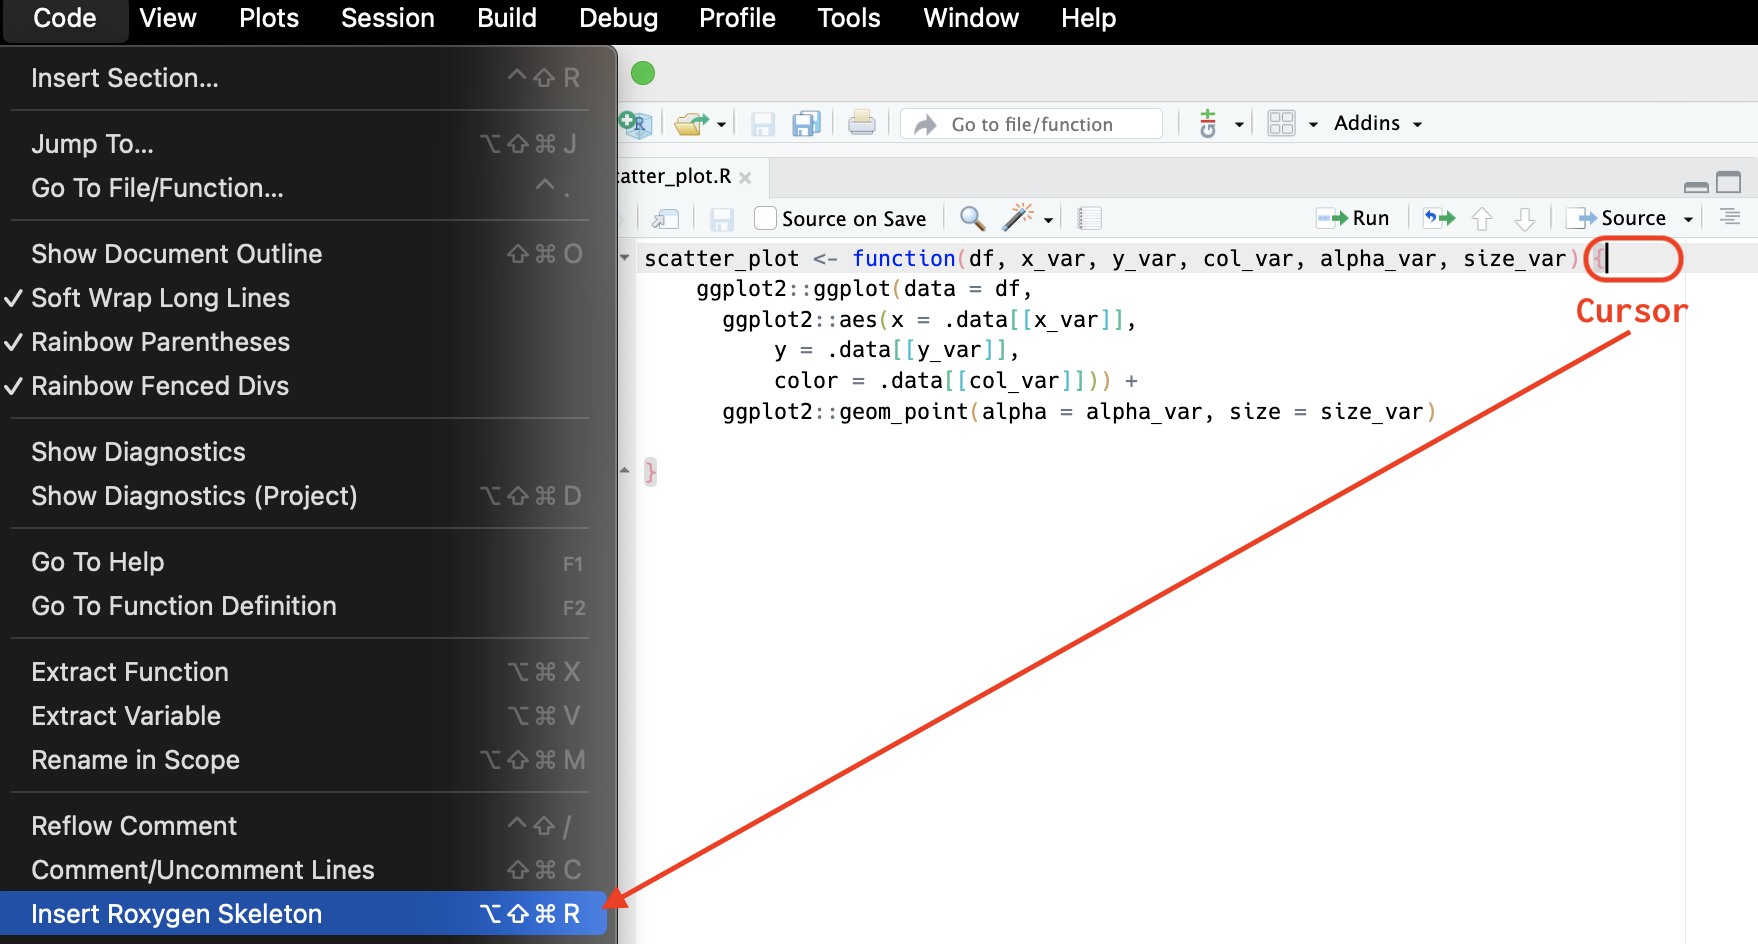 Code View Plots Session Build Debug Profile Tools Window Help
Insert Section... ^⇧R
Jump To... ⌥⇧⌘J
Go To File/Function... ^.
Show Document Outline ⇧⌘O
✓ Soft Wrap Long Lines
✓ Rainbow Parentheses
✓ Rainbow Fenced Divs
Show Diagnostics
Show Diagnostics (Project) ⌥⇧⌘D
Go To Help F1
Go To Function Definition F2
Extract Function ⌥⌘X
Extract Variable ⌥⌘V
Rename in Scope ⌥⇧⌘M
Reflow Comment ^⇧/
Comment/Uncomment Lines ⇧⌘C
Insert Roxygen Skeleton ⌥⇧⌘R
R Go to file/function Git Addins
catter_plot.R ×
Source on Save Run Source
scatter_plot <- function(df, x_var, y_var, col_var, alpha_var, size_var) {
ggplot2::ggplot(data = df,
ggplot2::aes(x = .data[[x_var]],
y = .data[[y_var]],
color = .data[[col_var]])) +
ggplot2::geom_point(alpha = alpha_var, size = size_var)
}
Cursor